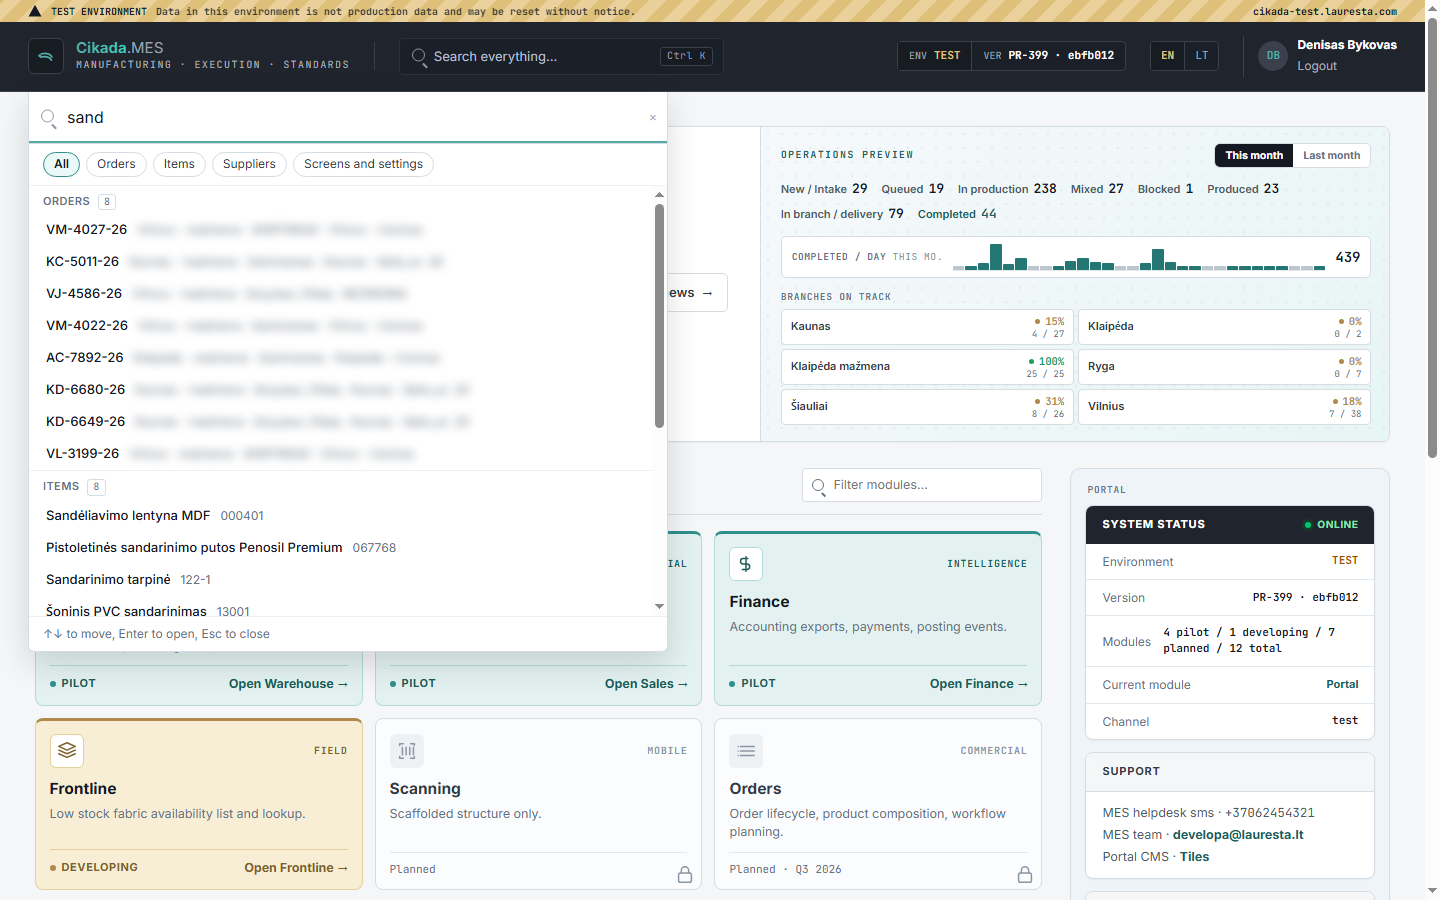 TEST ENVIRONMENT Data in this environment is not production data and may be reset without notice. cikada-test.lauresta.com
Cikada.MES
MANUFACTURING · EXECUTION · STANDARDS
Search everything... Ctrl K
ENV TEST VER PR-399 · ebfb012
EN LT
DB Denisas Bykovas
Logout
sand ×
All Orders Items Suppliers Screens and settings
ORDERS 8
VM-4027-26
KC-5011-26
VJ-4586-26
VM-4022-26
AC-7892-26
KD-6680-26
KD-6649-26
VL-3199-26
ITEMS 8
Sandėliavimo lentyna MDF 000401
Pistoletinės sandarinimo putos Penosil Premium 067768
Sandarinimo tarpinė 122-1
Šoninis PVC sandarinimas 13001
↑↓ to move, Enter to open, Esc to close
ews →
OPERATIONS PREVIEW This month Last month
New / Intake 29 Queued 19 In production 238 Mixed 27 Blocked 1 Produced 23
In branch / delivery 79 Completed 44
COMPLETED / DAY THIS MO. 439
BRANCHES ON TRACK
Kaunas 15% 4 / 27
Klaipėda 0% 0 / 2
Klaipėda mažmena 100% 25 / 25
Ryga 0% 0 / 7
Šiauliai 31% 8 / 26
Vilnius 18% 7 / 38
Filter modules...
PILOT Open Warehouse →
IAL
PILOT Open Sales →
INTELLIGENCE
Finance
Accounting exports, payments, posting events.
PILOT Open Finance →
FIELD
Frontline
Low stock fabric availability list and lookup.
DEVELOPING Open Frontline →
MOBILE
Scanning
Scaffolded structure only.
Planned
COMMERCIAL
Orders
Order lifecycle, product composition, workflow
planning.
Planned · Q3 2026
PORTAL
SYSTEM STATUS ONLINE
Environment TEST
Version PR-399 · ebfb012
Modules 4 pilot / 1 developing / 7
planned / 12 total
Current module Portal
Channel test
SUPPORT
MES helpdesk sms · +37062454321
MES team · developa@lauresta.lt
Portal CMS · Tiles